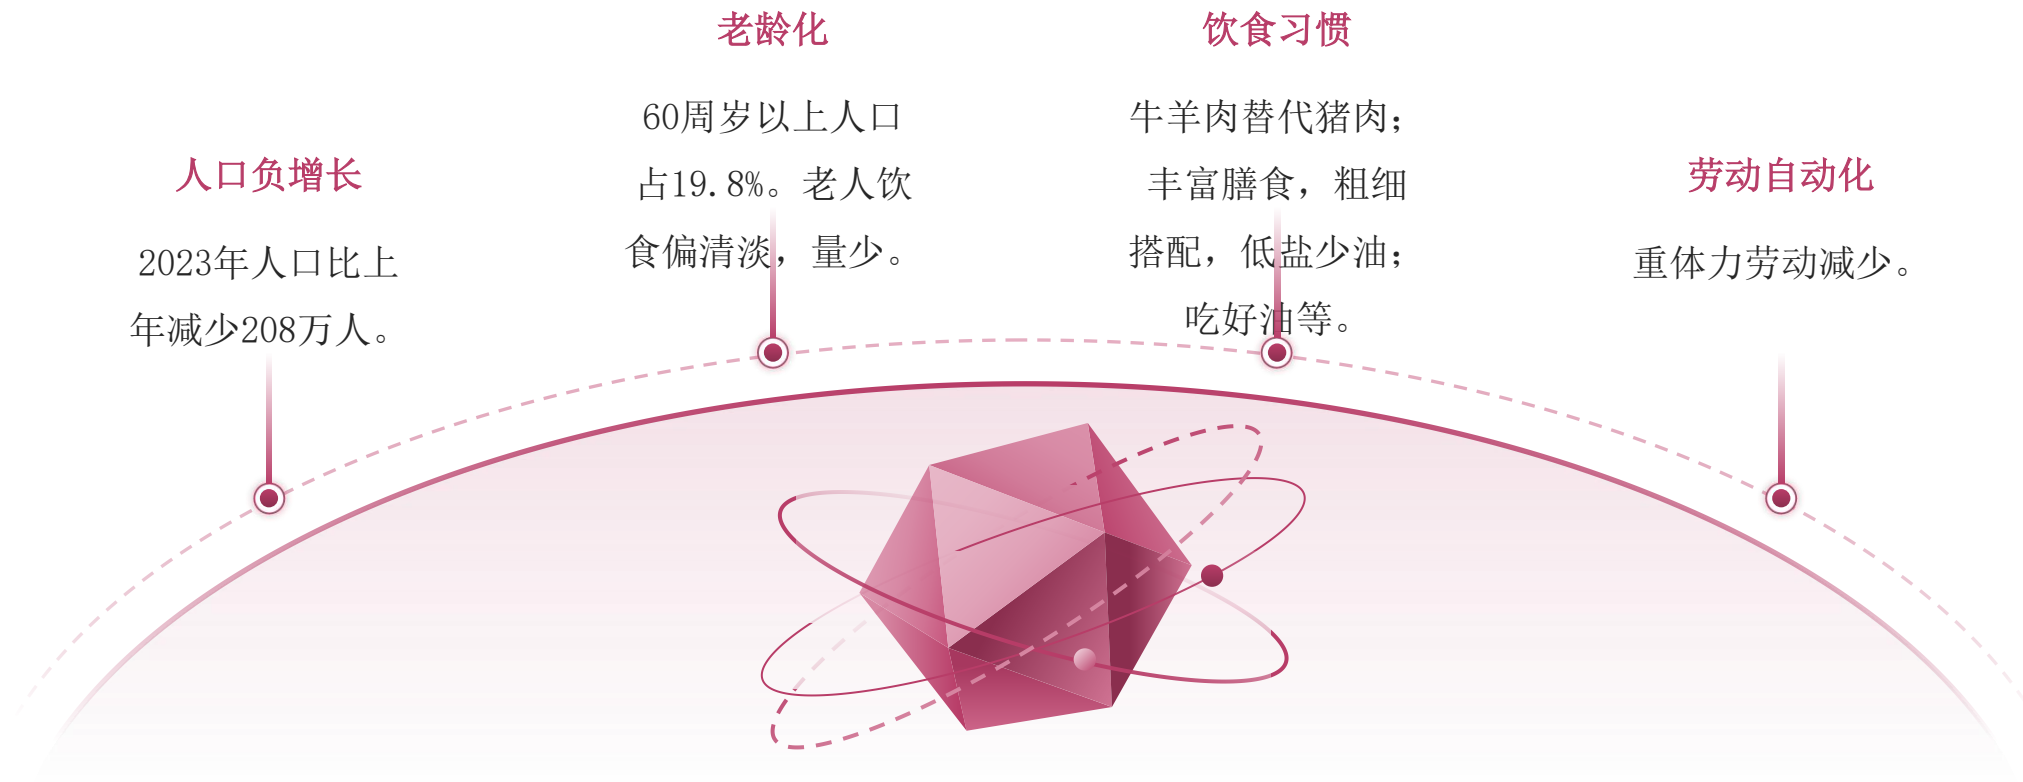 人口负增长
2023年人口比上
年减少208万人。
老龄化
60周岁以上人口
占19.8%。老人饮
食偏清淡，量少。
饮食习惯
牛羊肉替代猪肉；
丰富膳食，粗细
搭配，低盐少油；
吃好油等。
劳动自动化
重体力劳动减少。